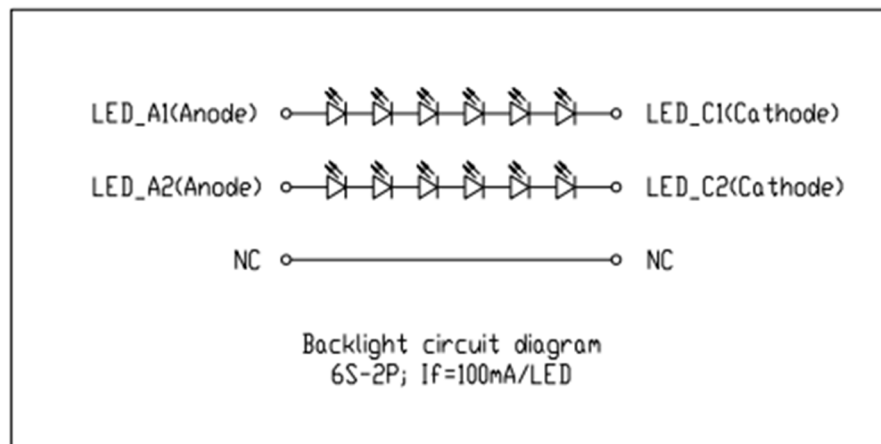 LED_A1(Anode) LED_C1(Cathode)
LED_A2(Anode) LED_C2(Cathode)
NC NC
Backlight circuit diagram
6S-2P; If=100mA/LED